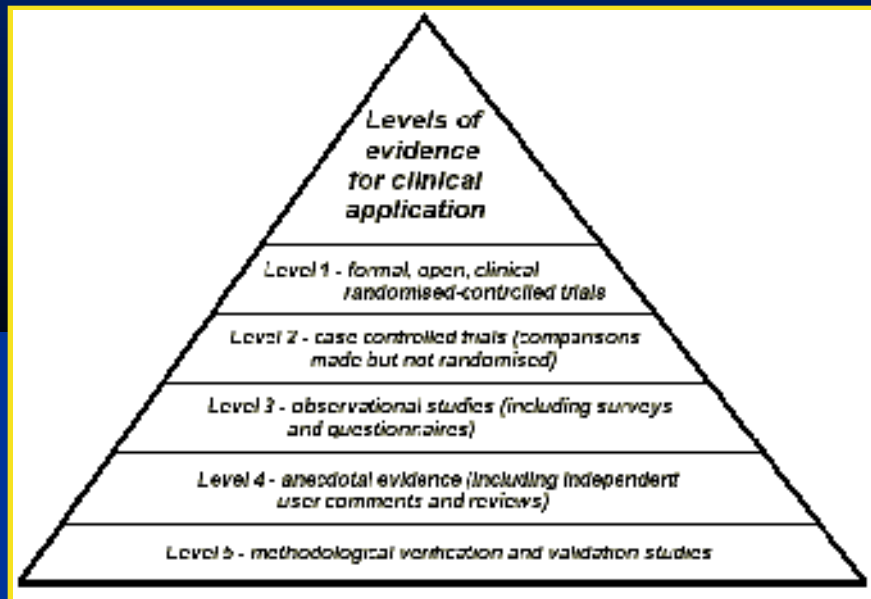 Levels of
evidence
for clinical
application
Level 1 - formal, open, clinical
randomised-controlled trials
Level 2 - case controlled trials (comparisons
made but not randomised)
Level 3 - observational studies (including surveys
and questionnaires)
Level 4 - anecdotal evidence (including independent
user comments and reviews)
Level 5 - methodological verification and validation studies